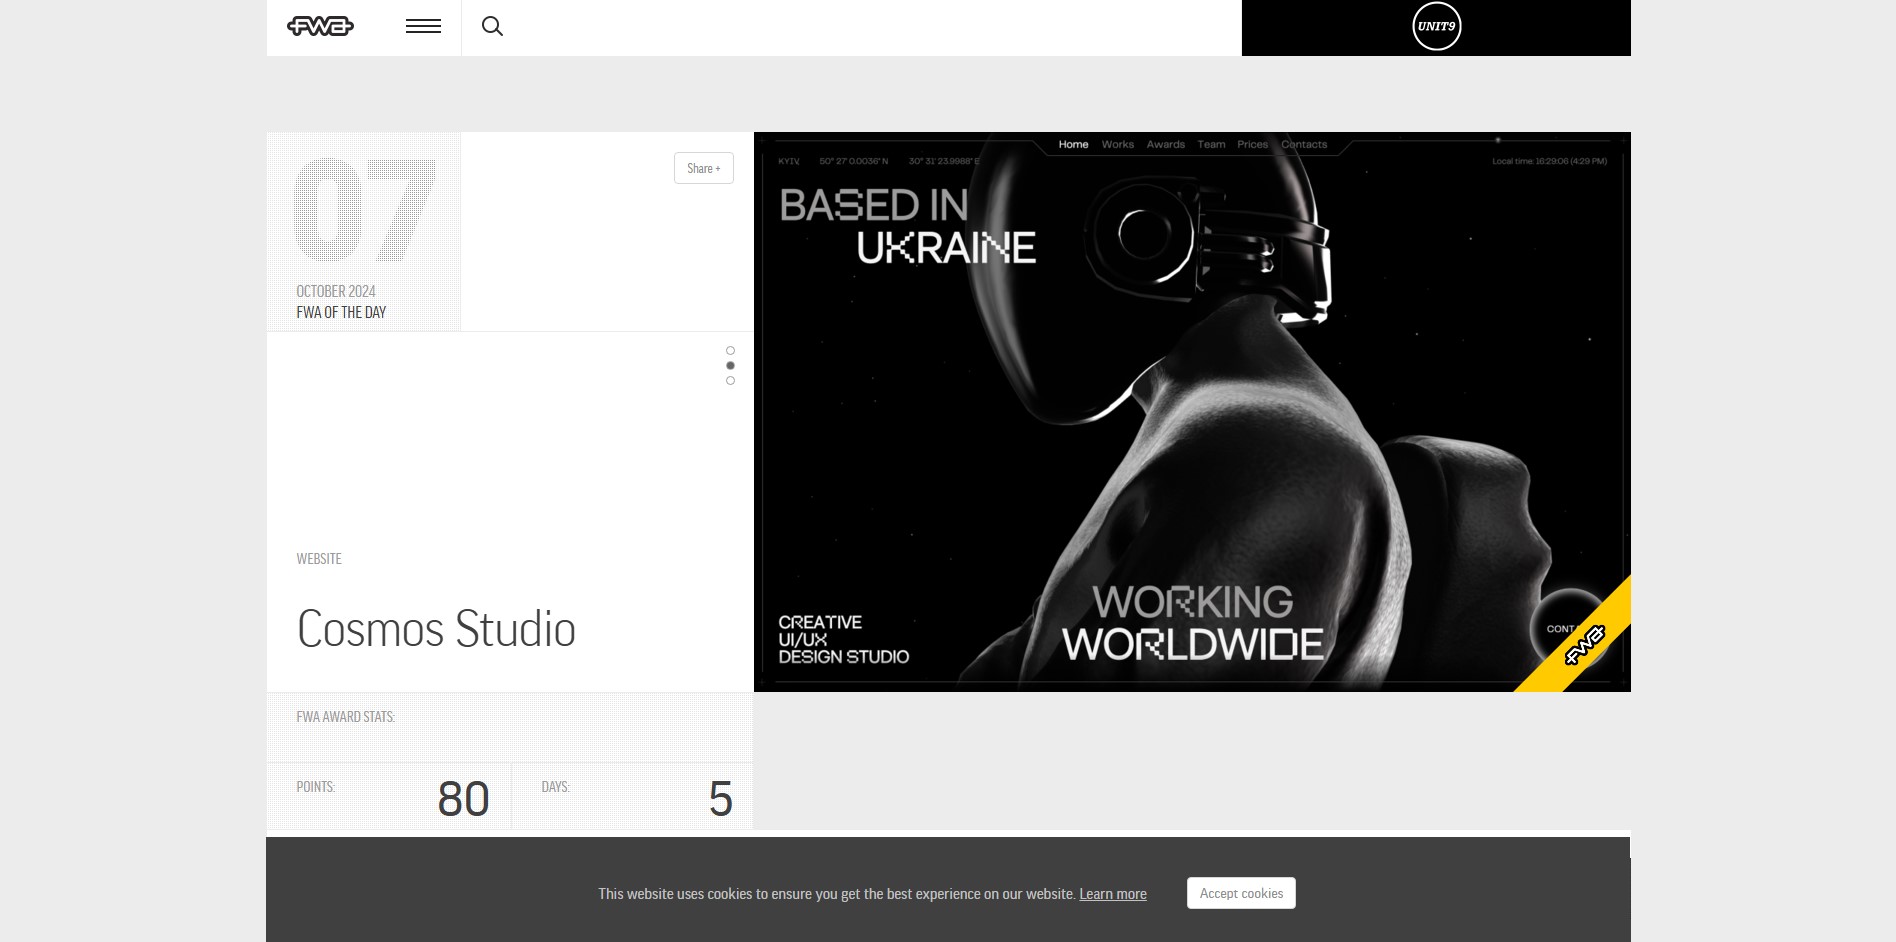 FWA
UNIT9
07
OCTOBER 2024
FWA OF THE DAY
Share +
WEBSITE
Cosmos Studio
Home Works Awards Team Prices Contacts
KYIV, 50° 27' 0.0036" N 30° 31' 23.9988" E
Local time: 16:29:06 (4:29 PM)
BASED IN
UKRAINE
CREATIVE
UI/UX
DESIGN STUDIO
WORKING
WORLDWIDE
CONTA
FWA
FWA AWARD STATS:
POINTS: 80
DAYS: 5
This website uses cookies to ensure you get the best experience on our website. Learn more
Accept cookies